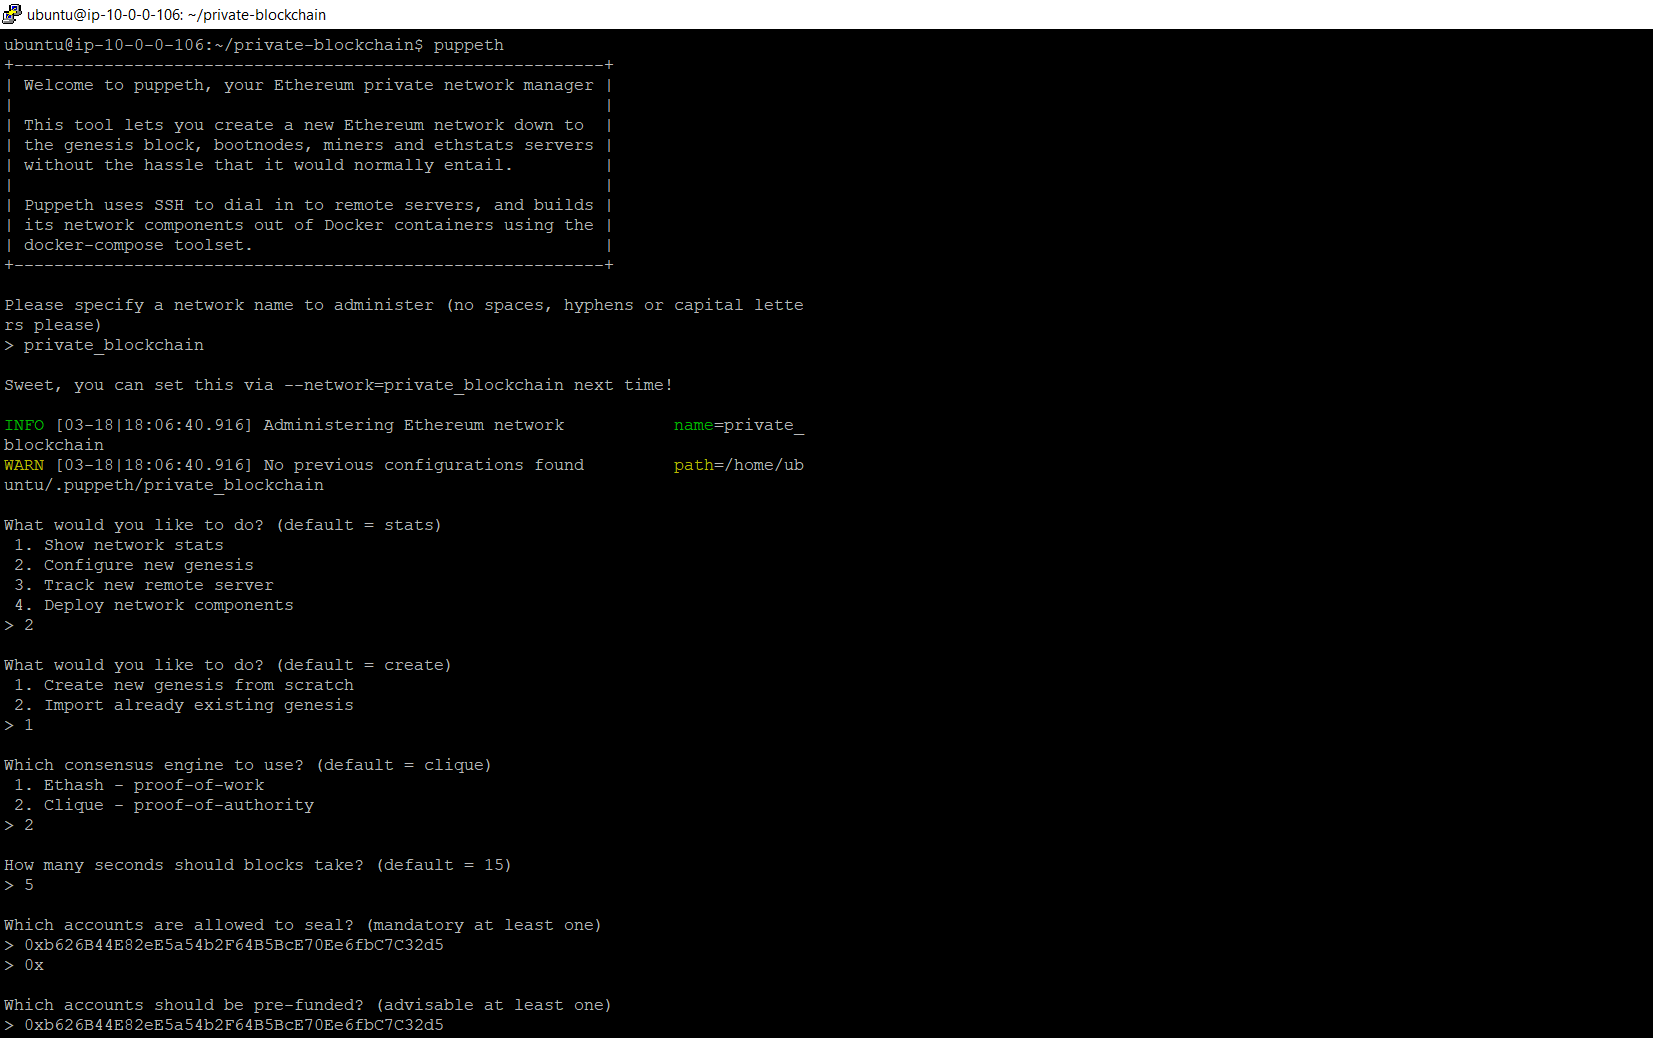 ubuntu@ip-10-0-0-106: ~/private-blockchain
ubuntu@ip-10-0-0-106:~/private-blockchain$ puppeth
+-----------------------------------------------------------+
| Welcome to puppeth, your Ethereum private network manager |
|                                                           |
| This tool lets you create a new Ethereum network down to  |
| the genesis block, bootnodes, miners and ethstats servers |
| without the hassle that it would normally entail.         |
|                                                           |
| Puppeth uses SSH to dial in to remote servers, and builds |
| its network components out of Docker containers using the |
| docker-compose toolset.                                   |
+-----------------------------------------------------------+
Please specify a network name to administer (no spaces, hyphens or capital lette
rs please)
> private_blockchain
Sweet, you can set this via --network=private_blockchain next time!
INFO [03-18|18:06:40.916] Administering Ethereum network           name=private_
blockchain
WARN [03-18|18:06:40.916] No previous configurations found         path=/home/ub
untu/.puppeth/private_blockchain
What would you like to do? (default = stats)
 1. Show network stats
 2. Configure new genesis
 3. Track new remote server
 4. Deploy network components
> 2
What would you like to do? (default = create)
 1. Create new genesis from scratch
 2. Import already existing genesis
> 1
Which consensus engine to use? (default = clique)
 1. Ethash - proof-of-work
 2. Clique - proof-of-authority
> 2
How many seconds should blocks take? (default = 15)
> 5
Which accounts are allowed to seal? (mandatory at least one)
> 0xb626B44E82eE5a54b2F64B5BcE70Ee6fbC7C32d5
> 0x
Which accounts should be pre-funded? (advisable at least one)
> 0xb626B44E82eE5a54b2F64B5BcE70Ee6fbC7C32d5